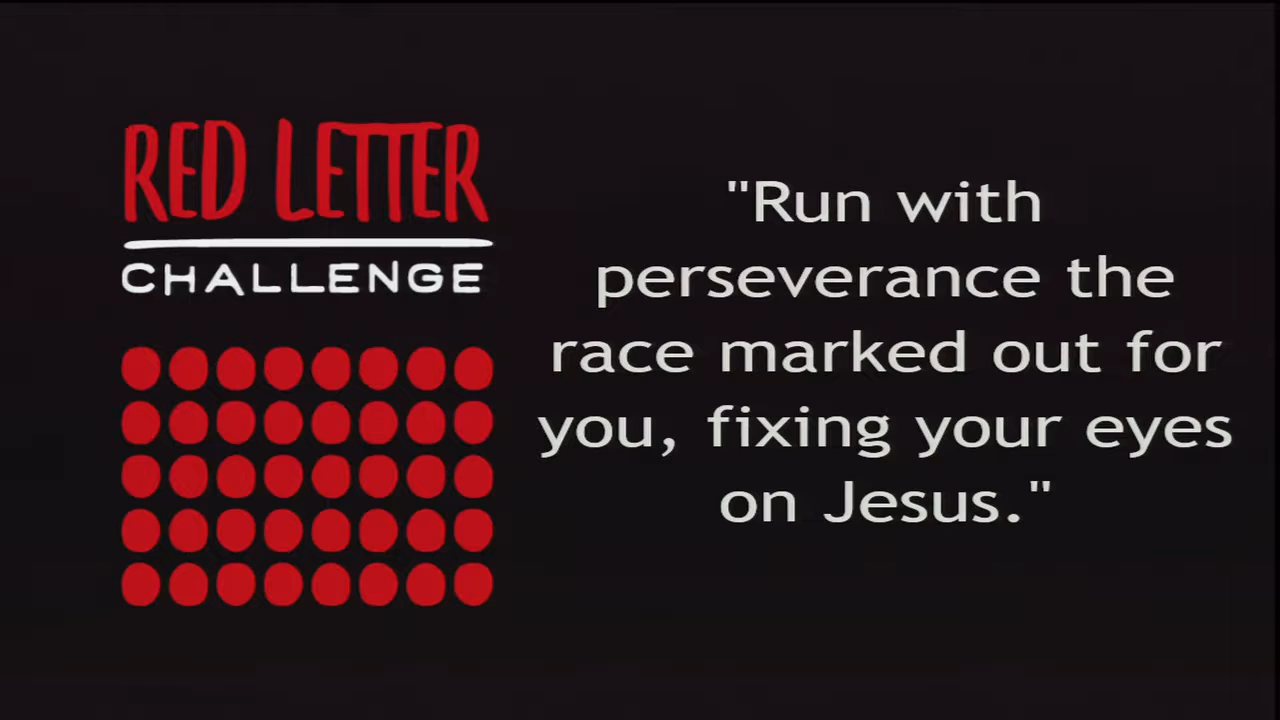 RED LETTER
CHALLENGE
"Run with
perseverance the
race marked out for
you, fixing your eyes
on Jesus."